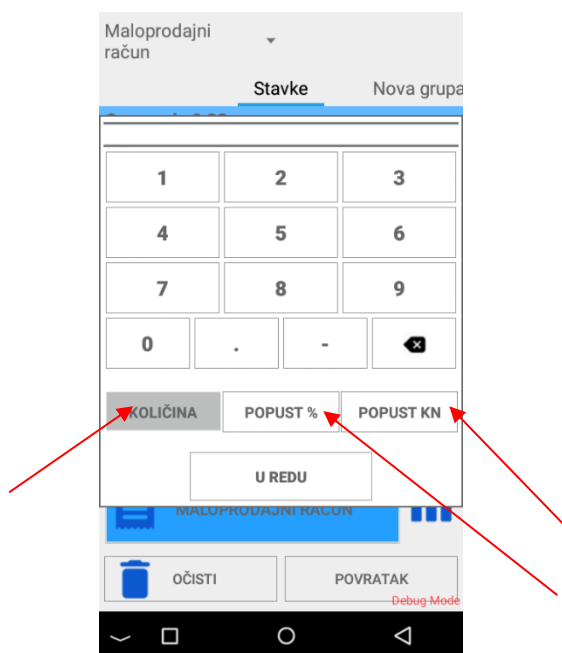 Maloprodajni
račun
Stavke Nova grupa
1 2 3
4 5 6
7 8 9
0 . -
KOLIČINA POPUST % POPUST KN
U REDU
MALOPRODAJNI RAČUN
OČISTI POVRATAK
Debug Mode